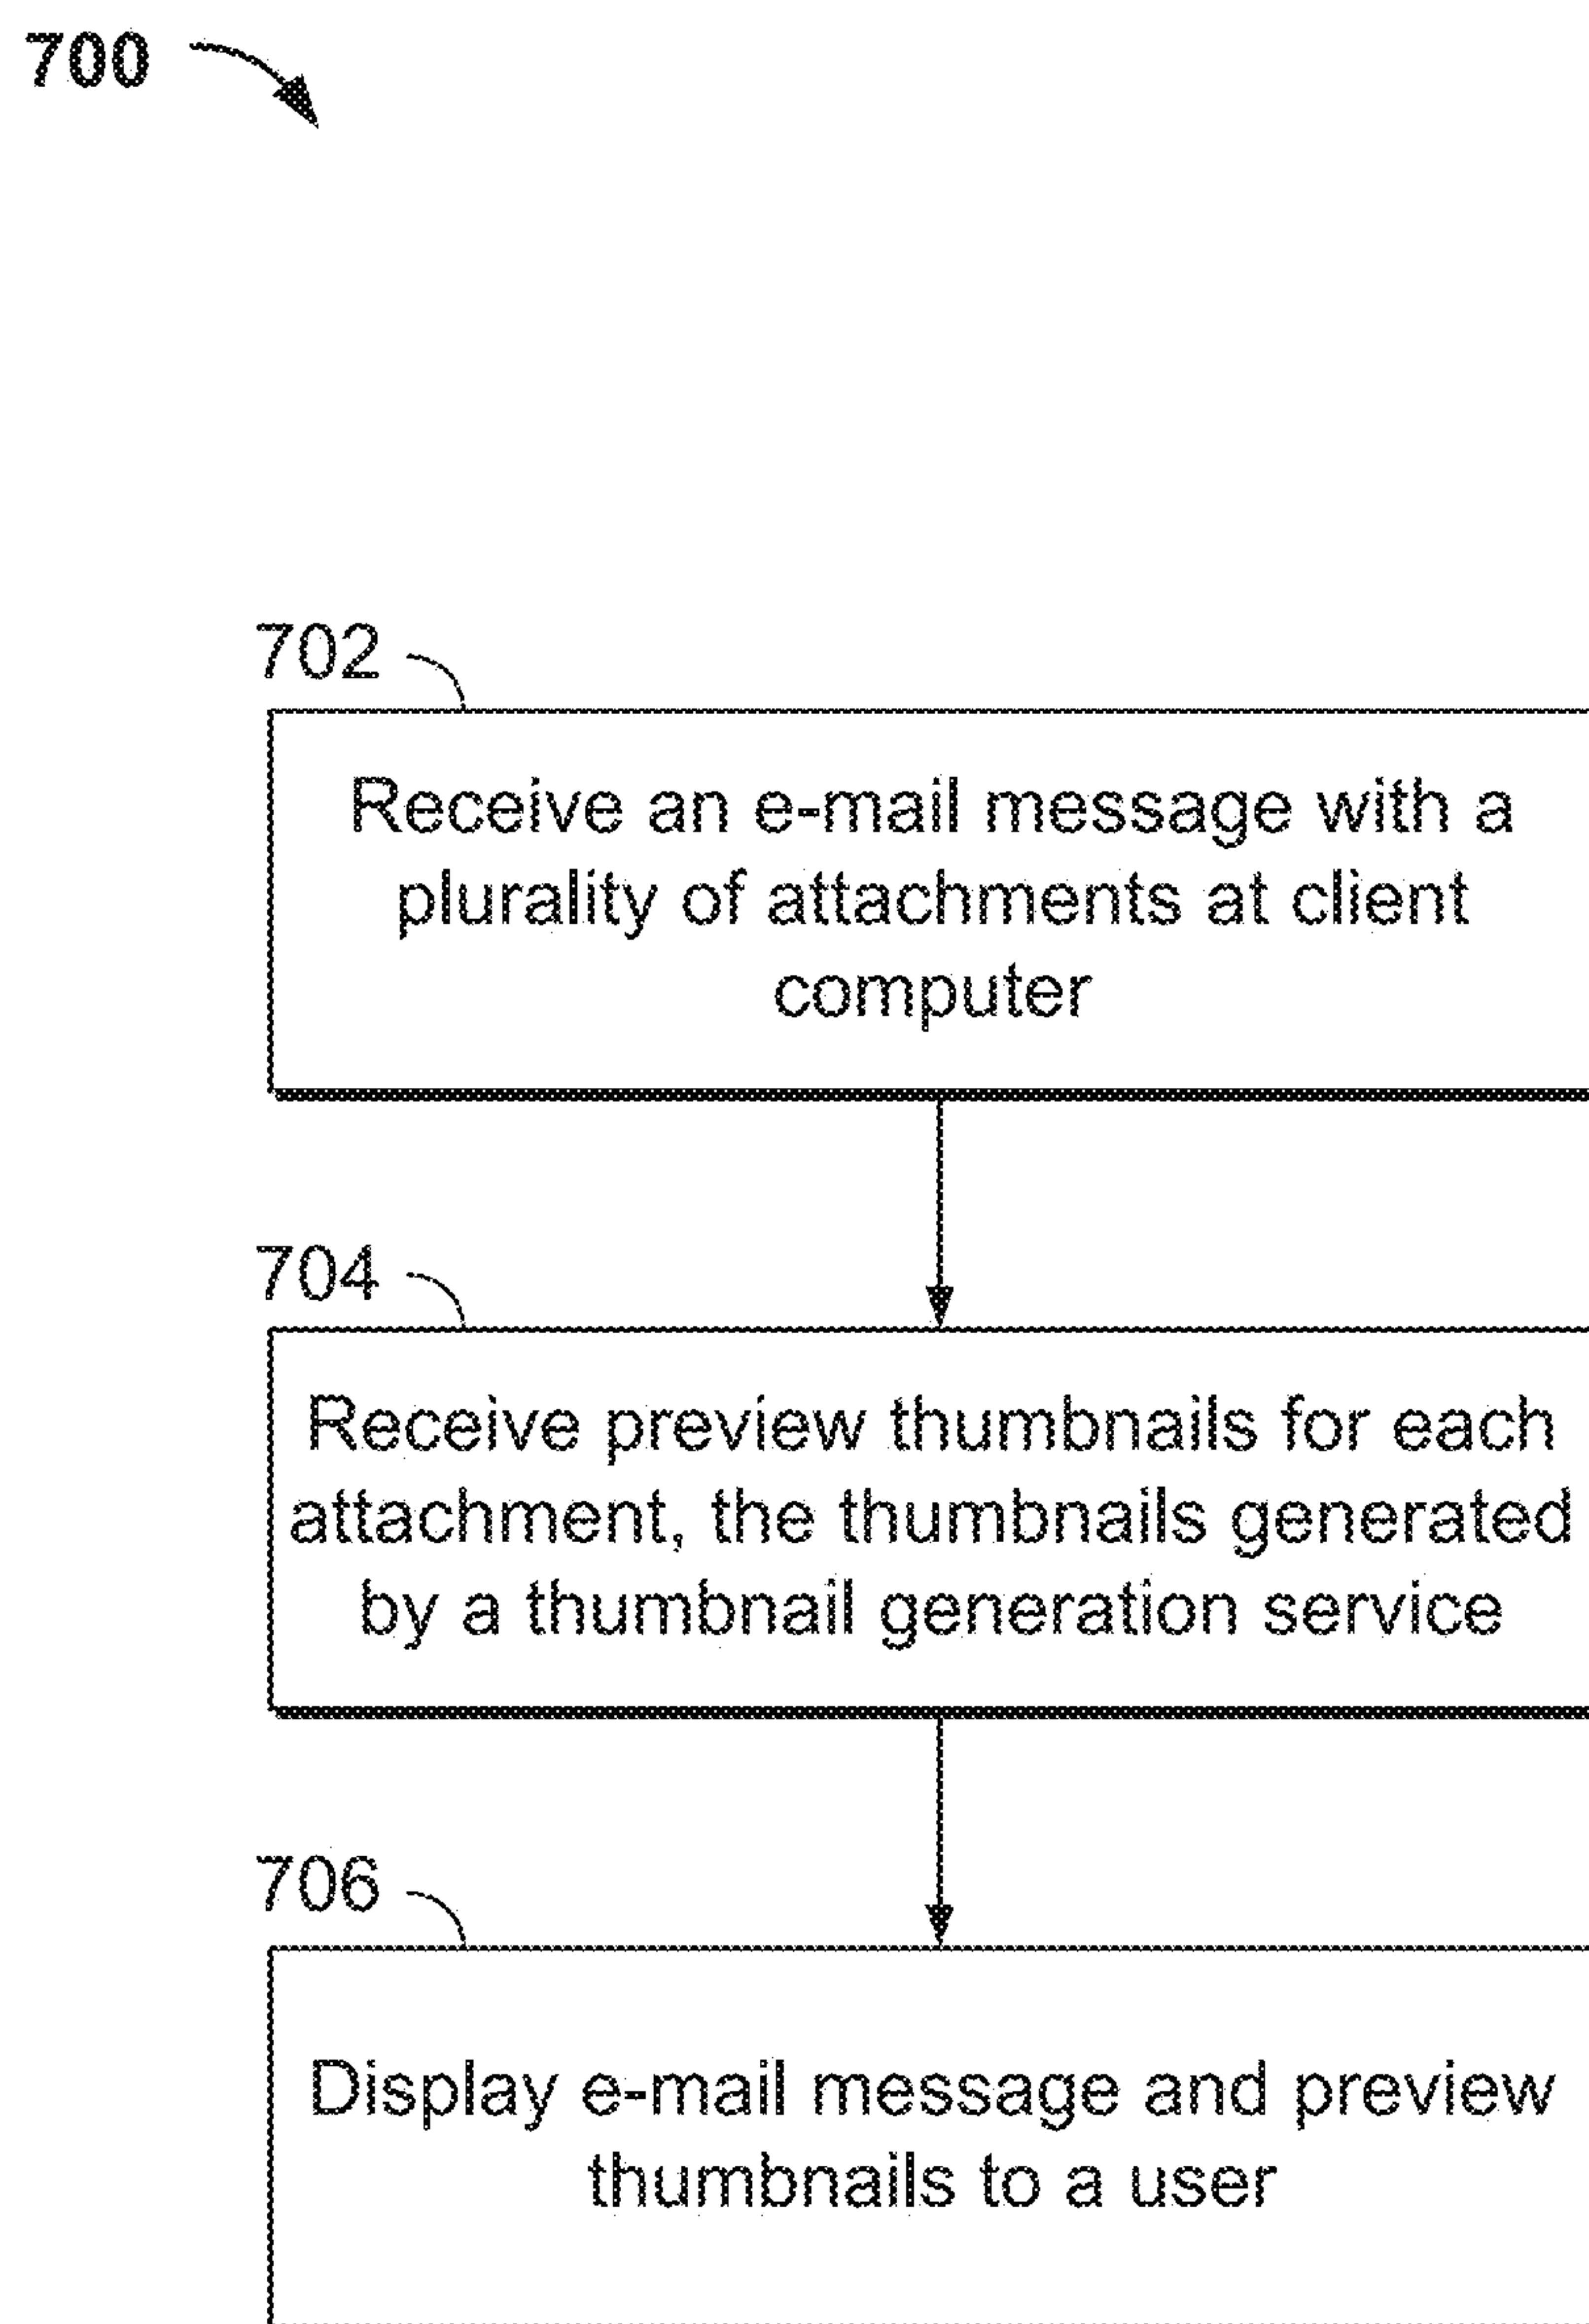 700
702
Receive an e-mail message with a
plurality of attachments at client
computer
704
Receive preview thumbnails for each
attachment, the thumbnails generated
by a thumbnail generation service
706
Display e-mail message and preview
thumbnails to a user